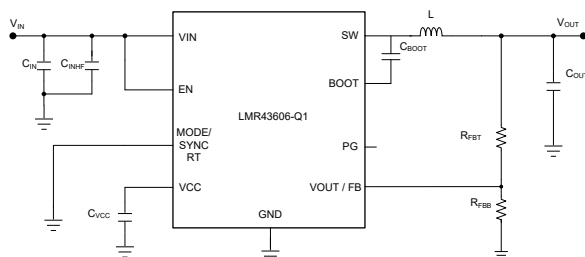 VIN
CIN
CINHF
VIN
EN
MODE/
SYNC
RT
VCC
CVCC
LMR43606-Q1
GND
SW
BOOT
PG
VOUT / FB
CBOOT
L
RFBT
RFBB
VOUT
COUT